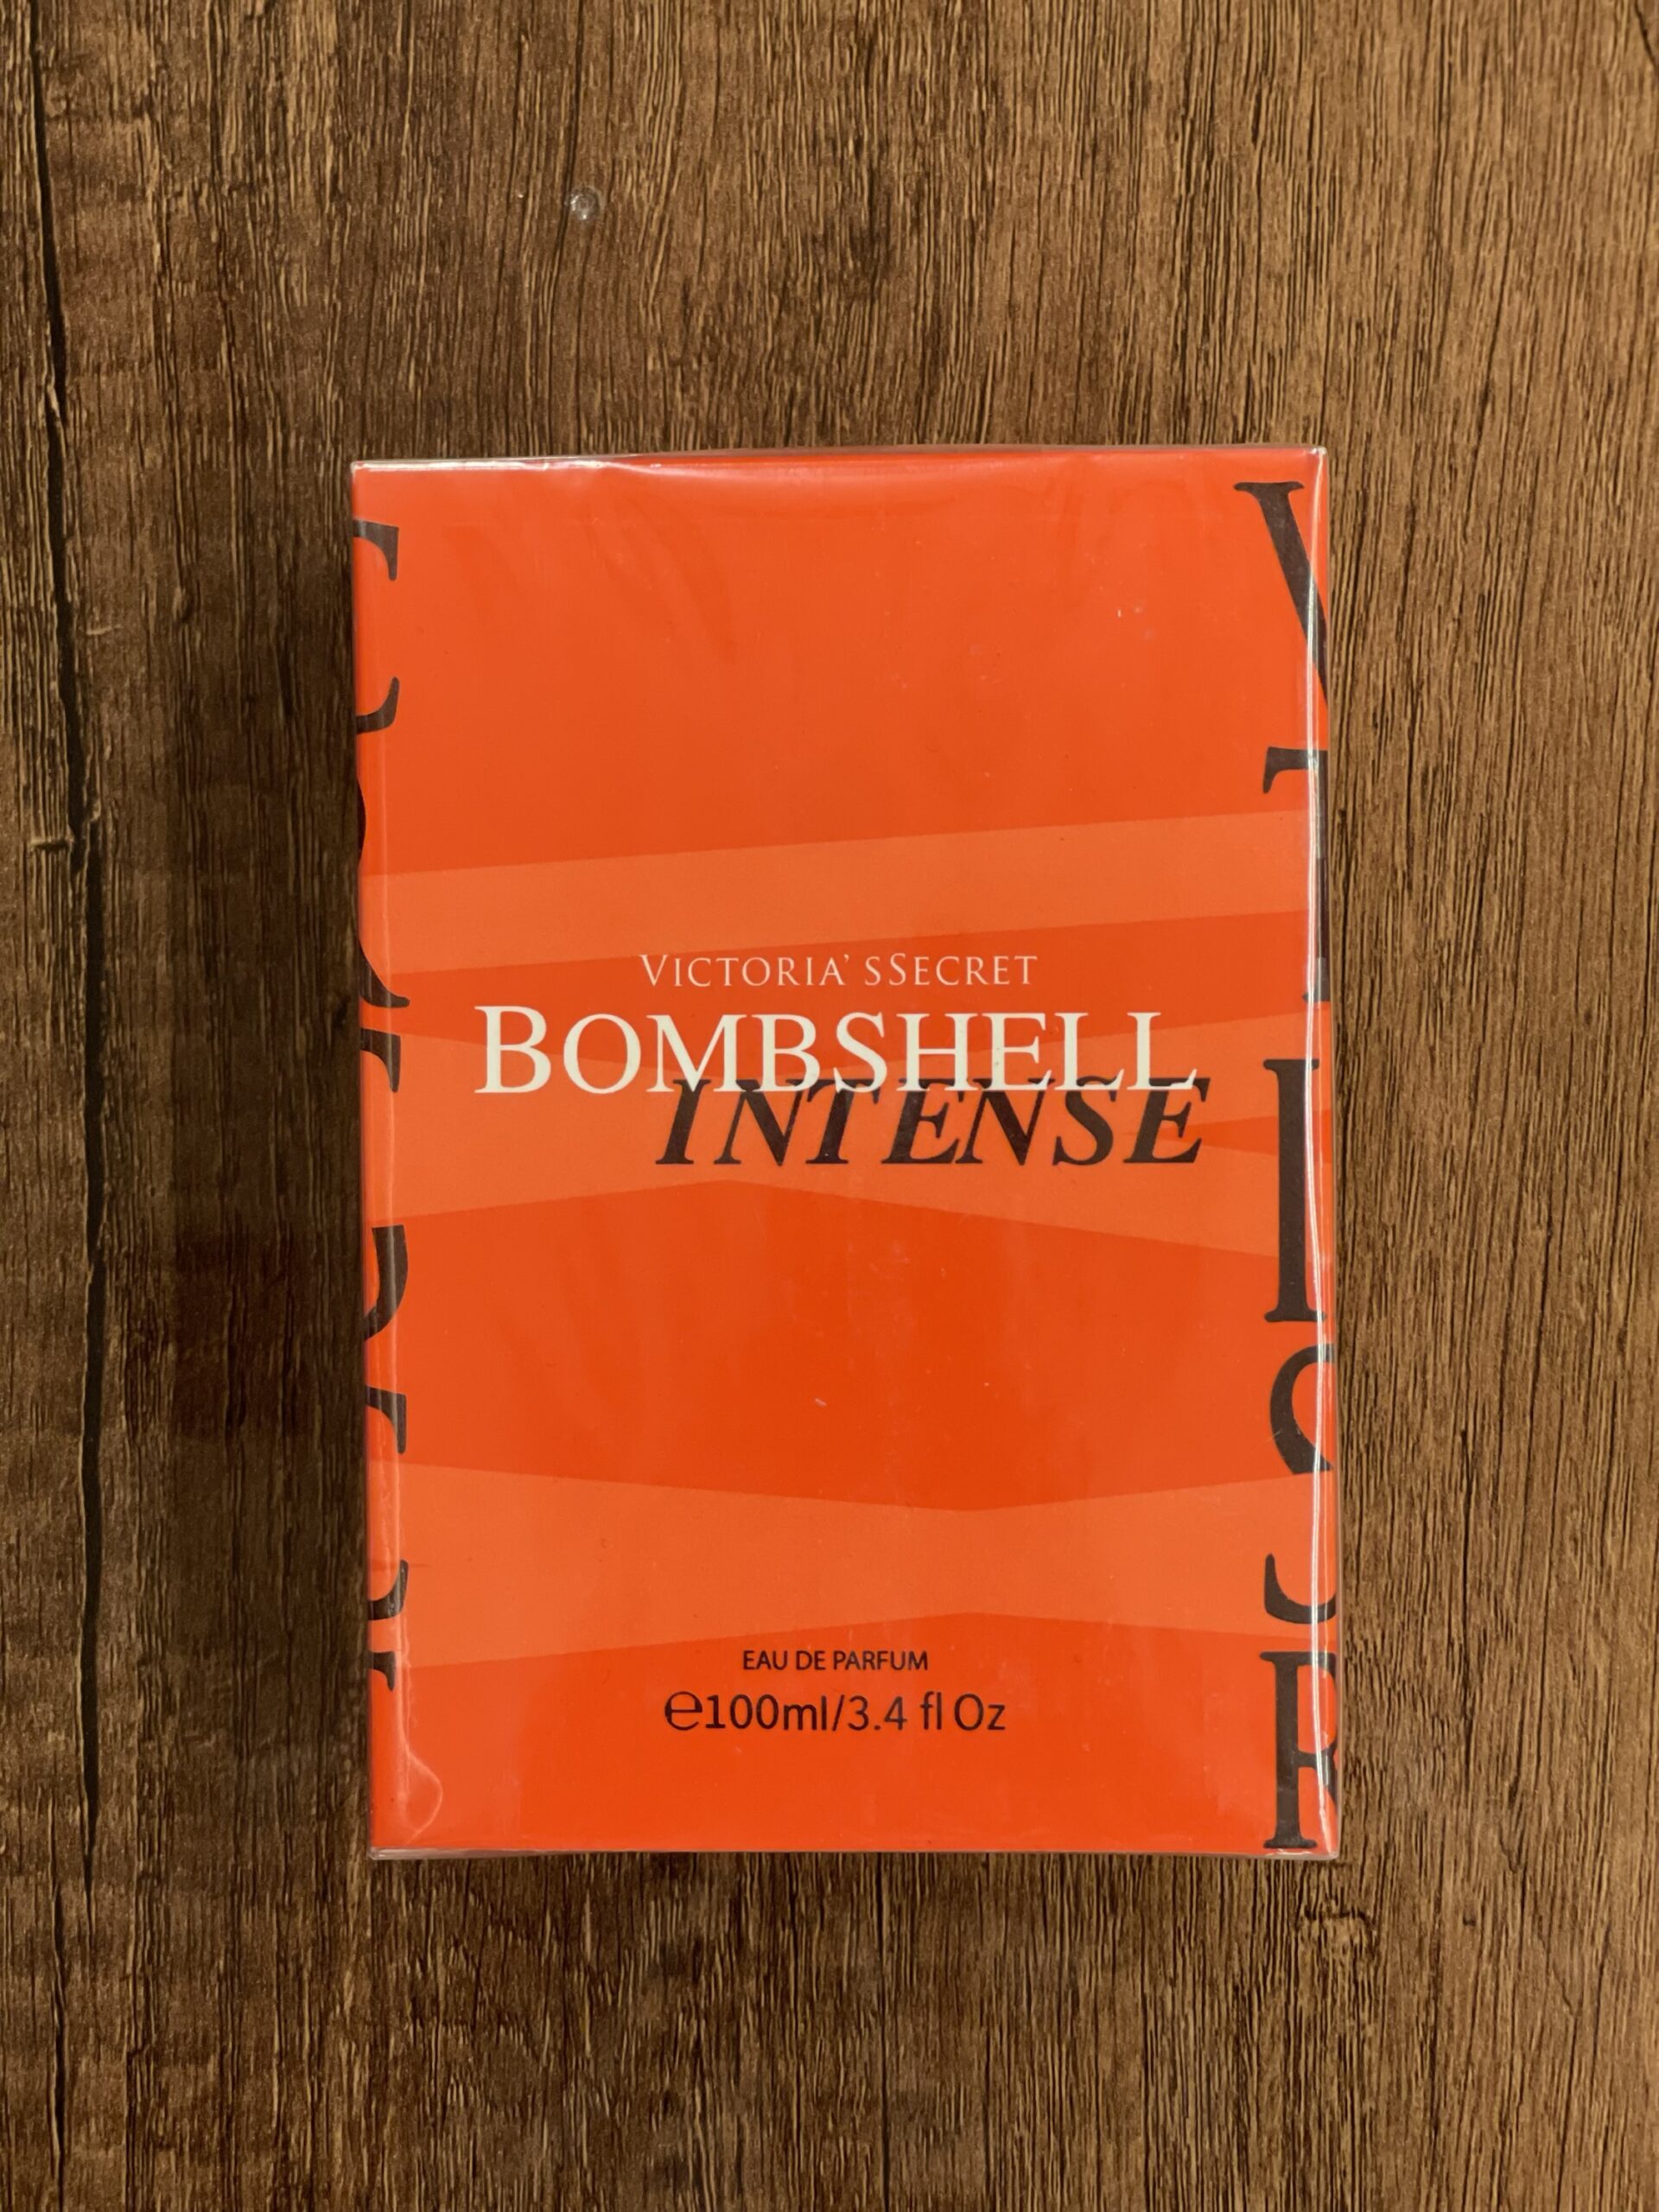 VICTORIA' SSECRET
BOMBSHELL
INTENSE
EAU DE PARFUM
℮100ml/3.4 fl Oz